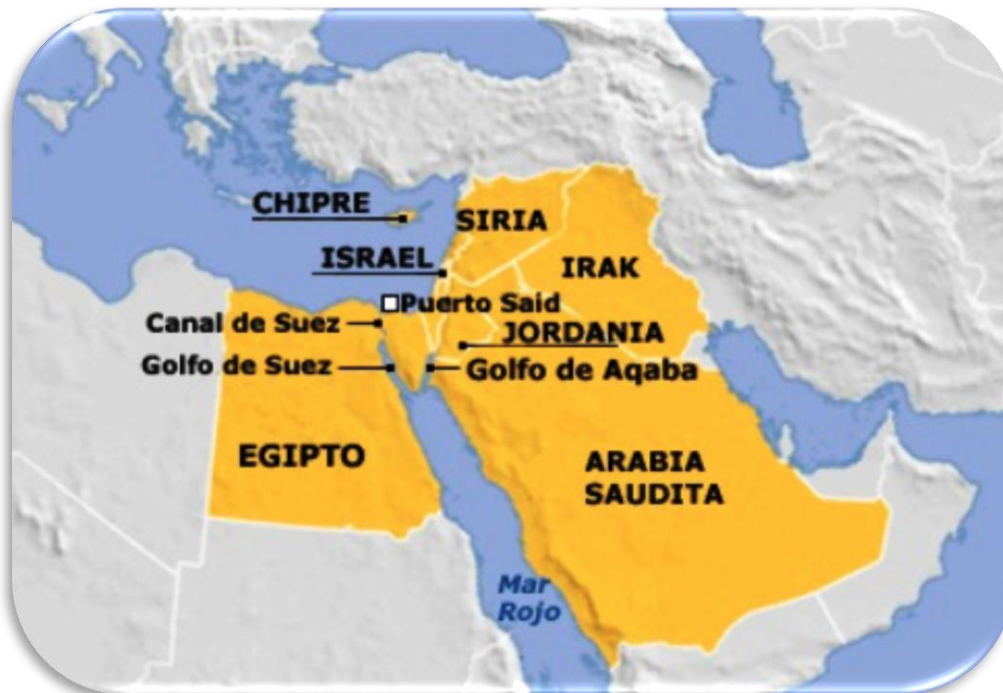 CHIPRE
SIRIA
ISRAEL
IRAK
Puerto Said
Canal de Suez
JORDANIA
Golfo de Suez
Golfo de Aqaba
EGIPTO
ARABIA
SAUDITA
Mar
Rojo